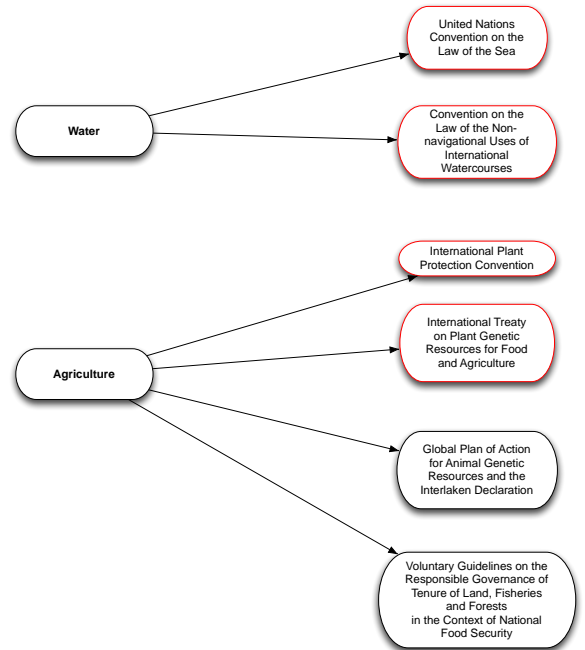 United Nations
Convention on the
Law of the Sea
Water
Convention on the
Law of the Non-
navigational Uses of
International
Watercourses
International Plant
Protection Convention
International Treaty
on Plant Genetic
Resources for Food
and Agriculture
Agriculture
Global Plan of Action
for Animal Genetic
Resources and the
Interlaken Declaration
Voluntary Guidelines on the
Responsible Governance of
Tenure of Land, Fisheries
and Forests
in the Context of National
Food Security